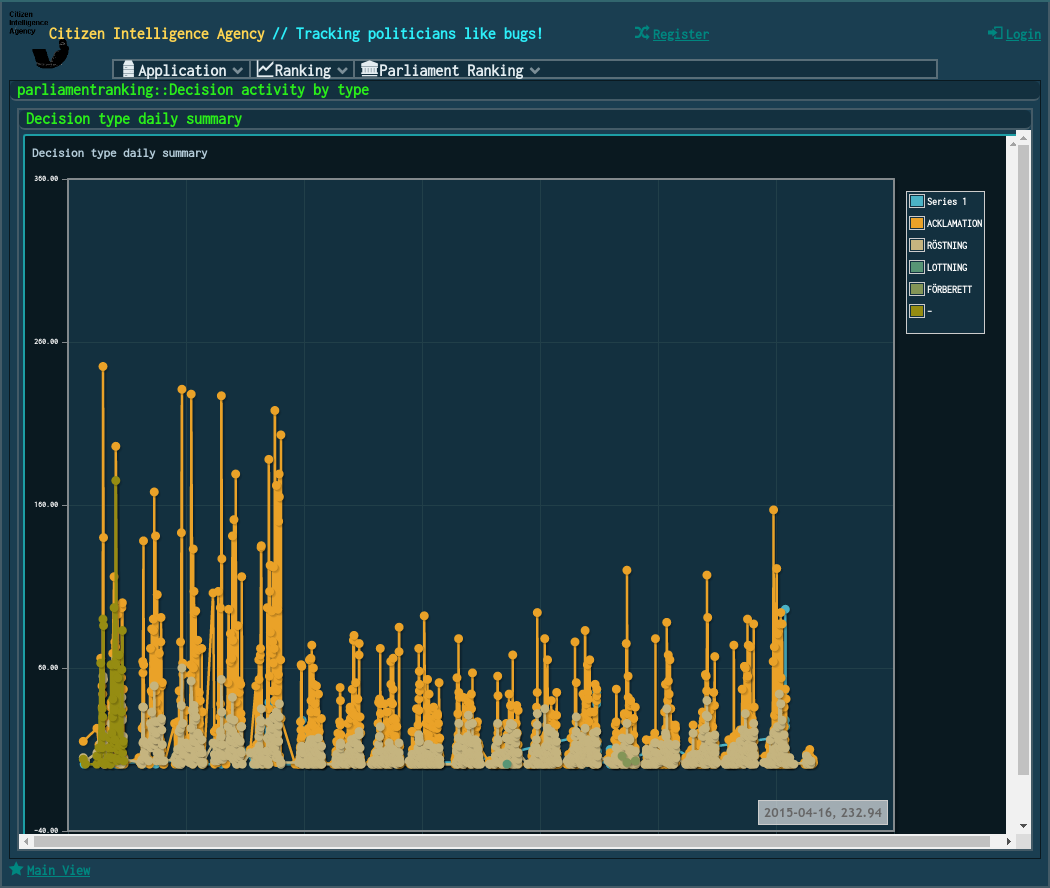 Citizen
Intelligence
Agency
Citizen Intelligence Agency // Tracking politicians like bugs!
Register
Login
Application
Ranking
Parliament Ranking
parliamentranking::Decision activity by type
Decision type daily summary
Decision type daily summary
360.00
260.00
160.00
60.00
-40.00
Series 1
ACKLAMATION
RÖSTNING
LOTTNING
FÖRBERETT
-
2015-04-16, 232.94
Main View